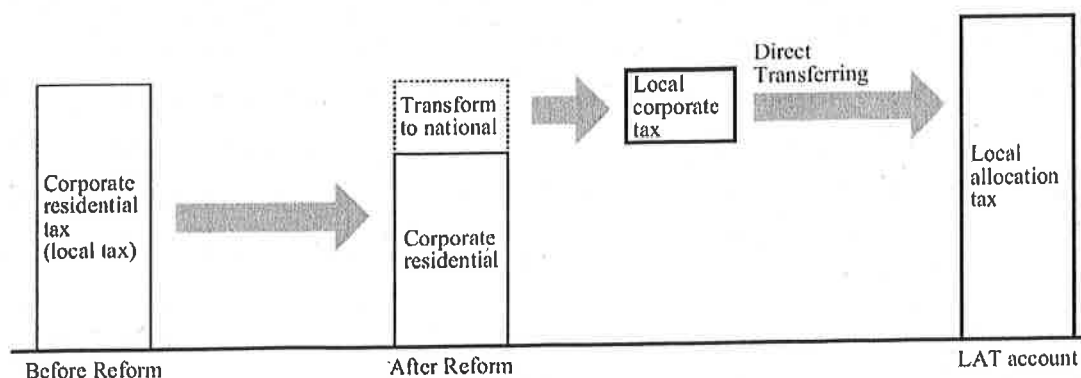 Corporate
residential
tax
(local tax)
Transform
to national
Corporate
residential
Local
corporate
tax
Direct
Transferring
Local
allocation
tax
Before Reform
After Reform
LAT account